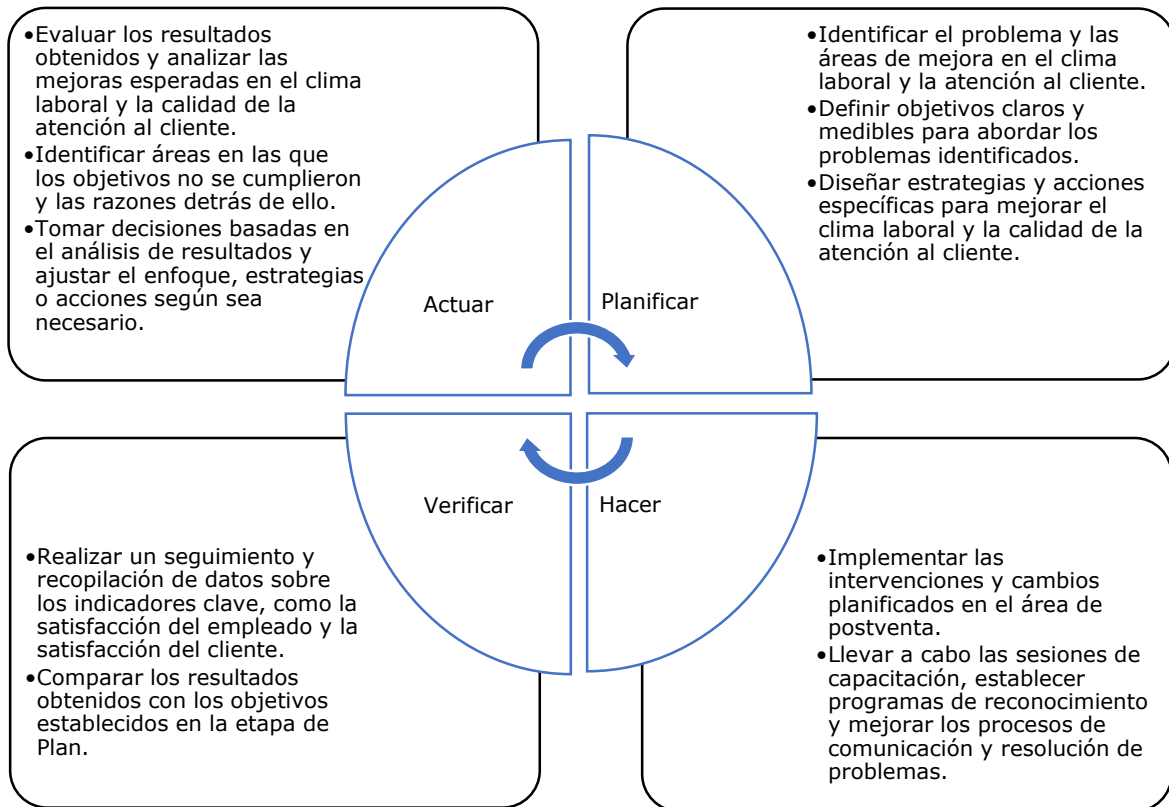 •Evaluar los resultados
obtenidos y analizar las
mejoras esperadas en el clima
laboral y la calidad de la
atención al cliente.
•Identificar áreas en las que
los objetivos no se cumplieron
y las razones detrás de ello.
•Tomar decisiones basadas en
el análisis de resultados y
ajustar el enfoque, estrategias
o acciones según sea
necesario.
•Identificar el problema y las
áreas de mejora en el clima
laboral y la atención al cliente.
•Definir objetivos claros y
medibles para abordar los
problemas identificados.
•Diseñar estrategias y acciones
específicas para mejorar el
clima laboral y la calidad de la
atención al cliente.
Actuar
Planificar
Verificar
Hacer
•Realizar un seguimiento y
recopilación de datos sobre
los indicadores clave, como la
satisfacción del empleado y la
satisfacción del cliente.
•Comparar los resultados
obtenidos con los objetivos
establecidos en la etapa de
Plan.
•Implementar las
intervenciones y cambios
planificados en el área de
postventa.
•Llevar a cabo las sesiones de
capacitación, establecer
programas de reconocimiento
y mejorar los procesos de
comunicación y resolución de
problemas.